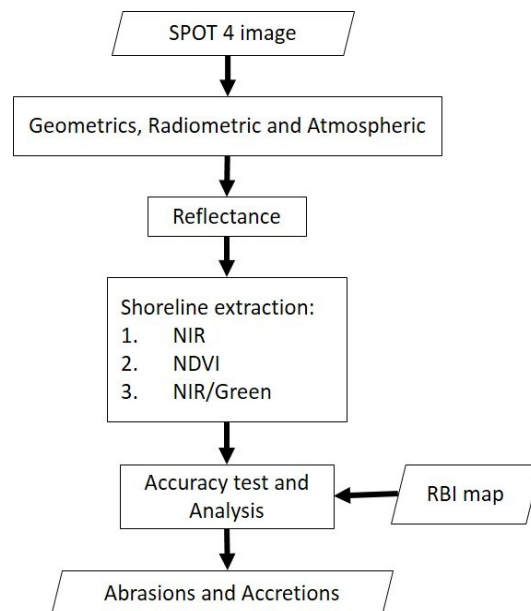 SPOT 4 image
Geometrics, Radiometric and Atmospheric
Reflectance
Shoreline extraction:
1. NIR
2. NDVI
3. NIR/Green
Accuracy test and
Analysis
RBI map
Abrasions and Accretions